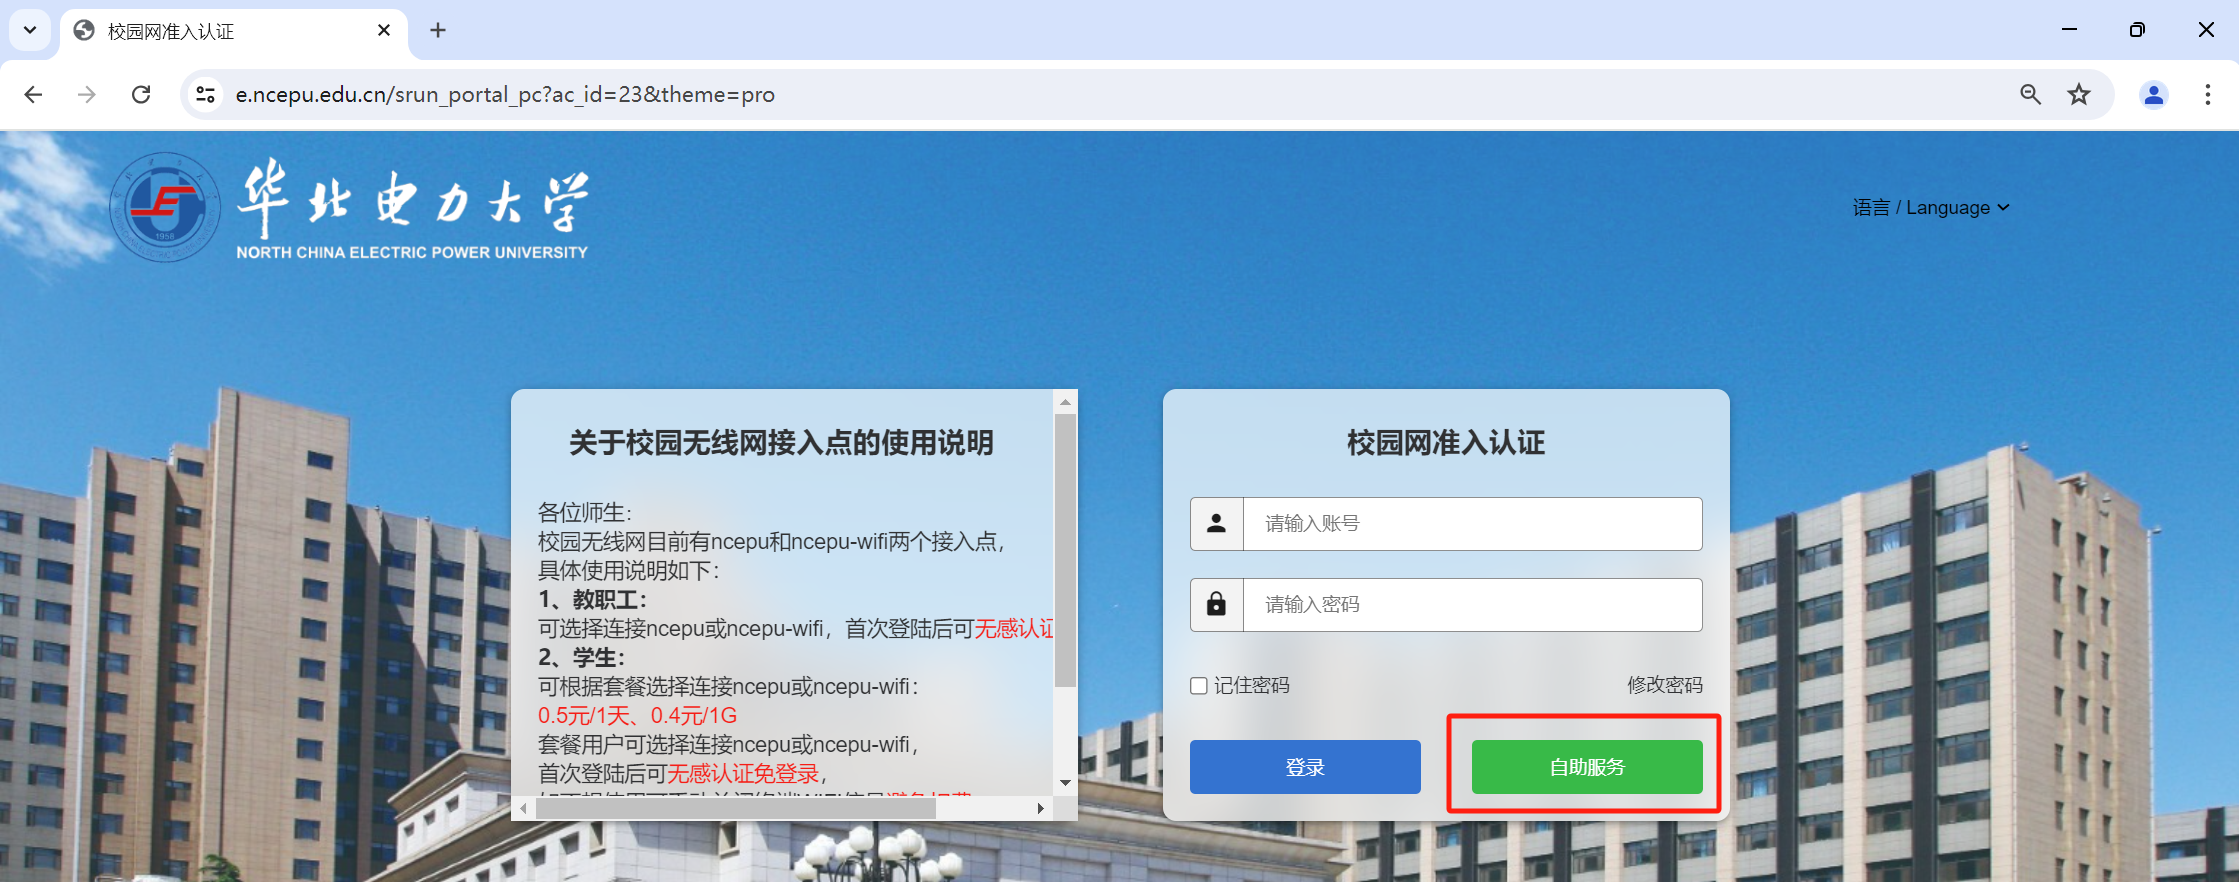 校园网准入认证
e.ncepu.edu.cn/srun_portal_pc?ac_id=23&theme=pro
华北电力大学
NORTH CHINA ELECTRIC POWER UNIVERSITY
1958
语言 / Language
关于校园无线网接入点的使用说明
各位师生：
校园无线网目前有ncepu和ncepu-wifi两个接入点，
具体使用说明如下：
1、教职工：
可选择连接ncepu或ncepu-wifi，首次登陆后可无感认证
2、学生：
可根据套餐选择连接ncepu或ncepu-wifi：
0.5元/1天、0.4元/1G
套餐用户可选择连接ncepu或ncepu-wifi，
首次登陆后可无感认证免登录，
校园网准入认证
请输入账号
请输入密码
记住密码
修改密码
登录
自助服务